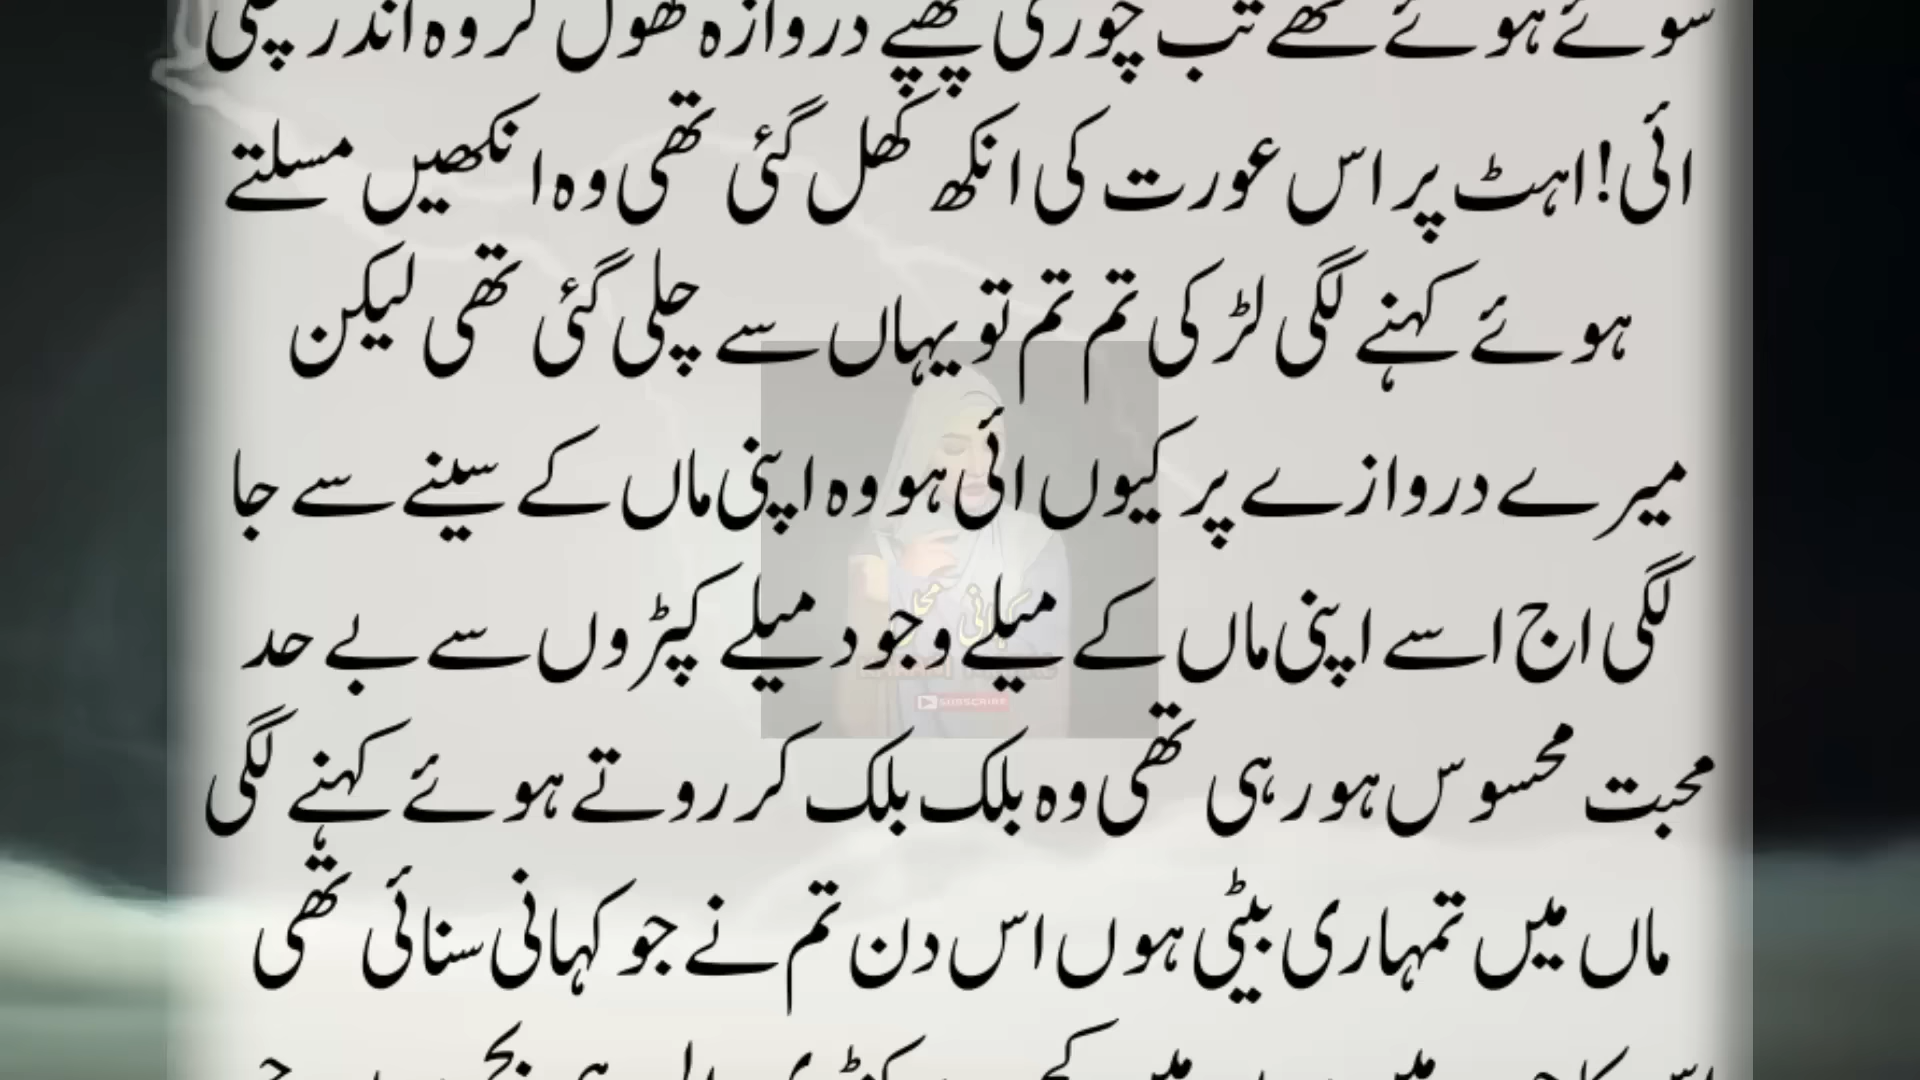 سوئے ہوئے تھے تب چوری چھپے دروازہ کھول کر وہ اندر چلی
ائی! اہٹ پر اس عورت کی انکھ کھل گئی تھی وہ انکھیں مسلتے
ہوئے کہنے لگی لڑکی تم تم تو یہاں سے چلی گئی تھی لیکن
میرے دروازے پر کیوں ائی ہو وہ اپنی ماں کے سینے سے جا
لگی اج اسے اپنی ماں کے میلے وجود میلے کپڑوں سے بے حد
محبت محسوس ہو رہی تھی وہ بلک بلک کر روتے ہوئے کہنے لگی
ماں میں تمہاری بیٹی ہوں اس دن تم نے جو کہانی سنائی تھی
کہانی
SUBSCRIBE